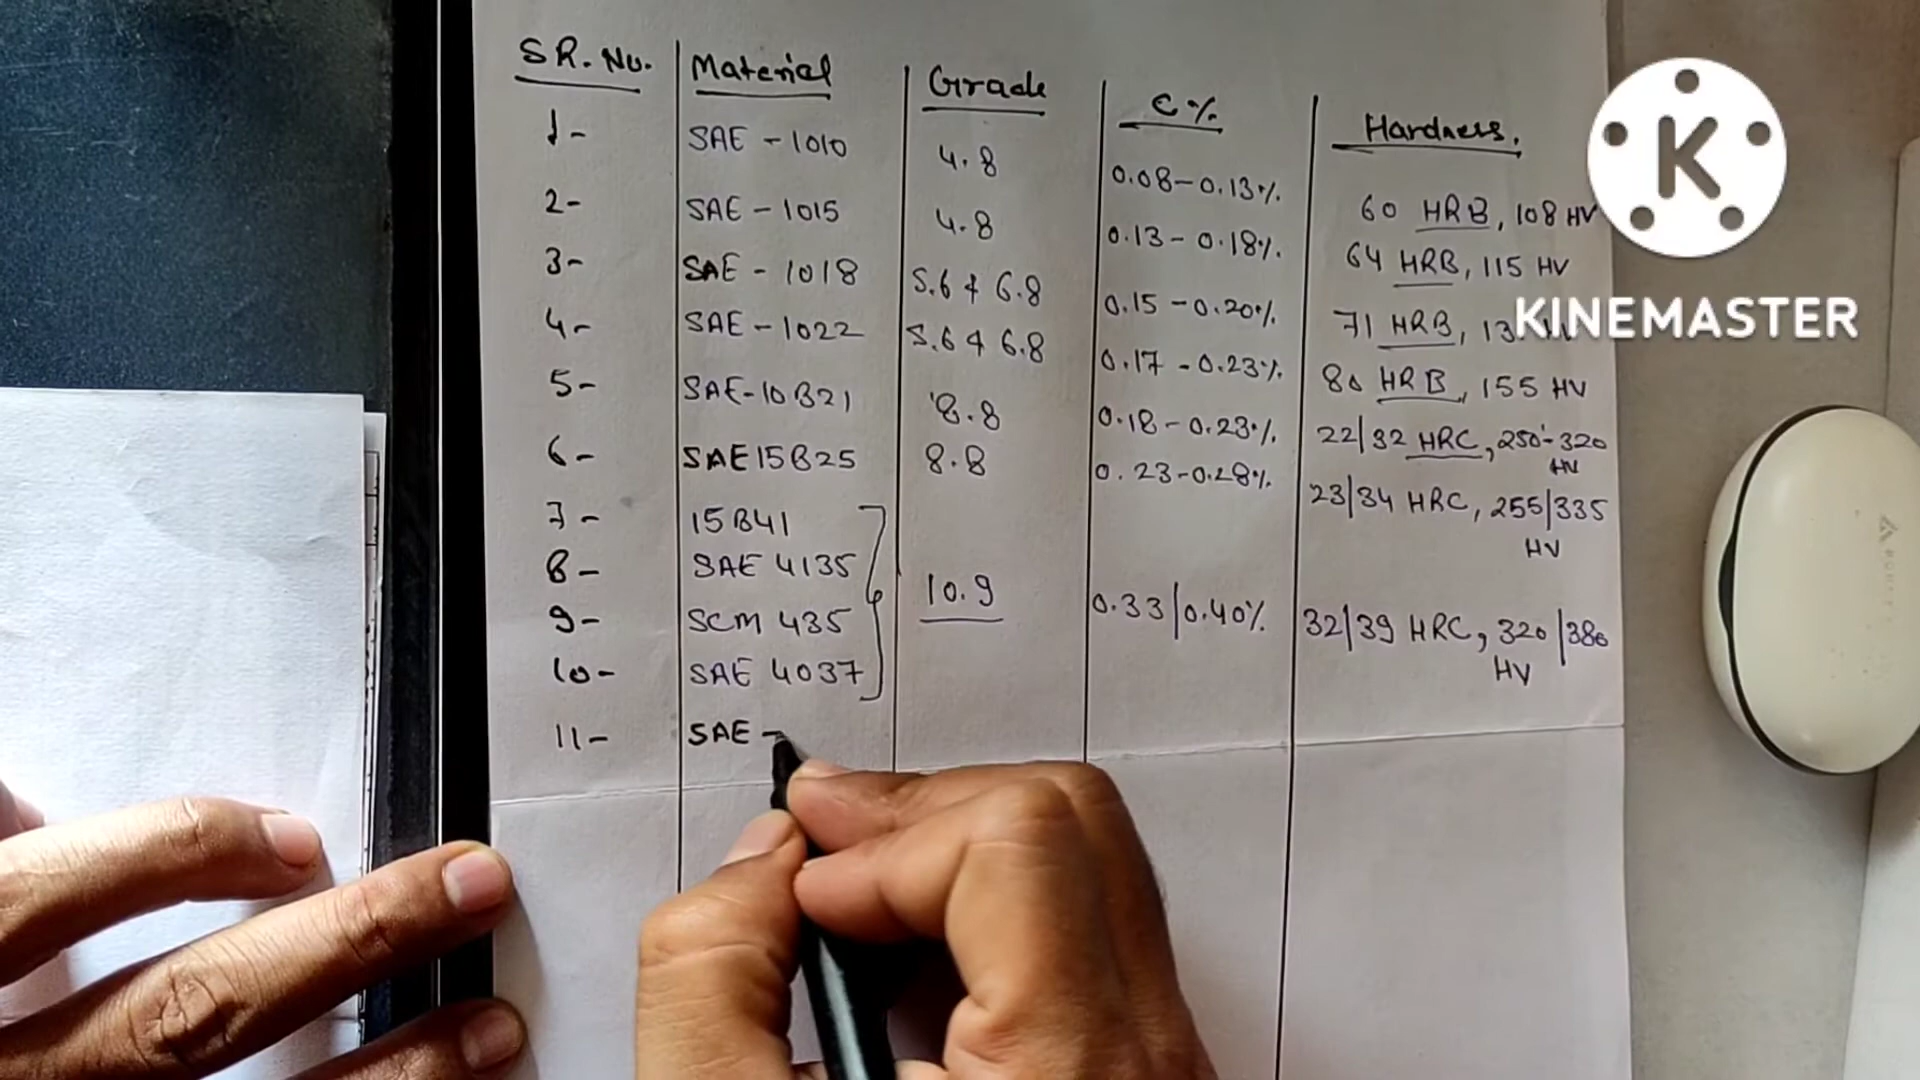 SR. No. Material Grade C% Hardness.
1- SAE - 1010 4.8 0.08-0.13% 60 HRB, 108 HV
2- SAE - 1015 4.8 0.13-0.18% 64 HRB, 115 HV
3- SAE - 1018 5.6 & 6.8 0.15-0.20% 71 HRB,
4- SAE - 1022 5.6 & 6.8 0.17-0.23% 80 HRB, 155 HV
5- SAE-10B21 8.8 0.18-0.23% 22/32 HRC, 250-320 HV
6- SAE15B25 8.8 0.23-0.28% 23/34 HRC, 255/335 HV
7- 15B41
8- SAE 4135
9- SCM 435 10.9 0.33/0.40% 32/39 HRC, 320/380 HV
10- SAE 4037
11- SAE -
K
KINEMASTER